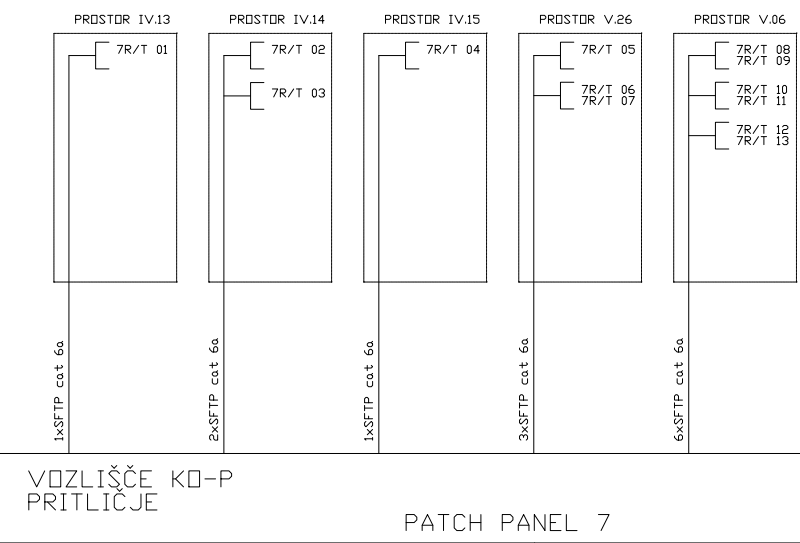 PROSTOR IV.13
PROSTOR IV.14
PROSTOR IV.15
PROSTOR V.26
PROSTOR V.06
7R/T 01
7R/T 02
7R/T 03
7R/T 04
7R/T 05
7R/T 06
7R/T 07
7R/T 08
7R/T 09
7R/T 10
7R/T 11
7R/T 12
7R/T 13
1xSFTP cat 6a
2xSFTP cat 6a
1xSFTP cat 6a
3xSFTP cat 6a
6xSFTP cat 6a
VOZLIŠČE KO-P
PRITLIČJE
PATCH PANEL 7